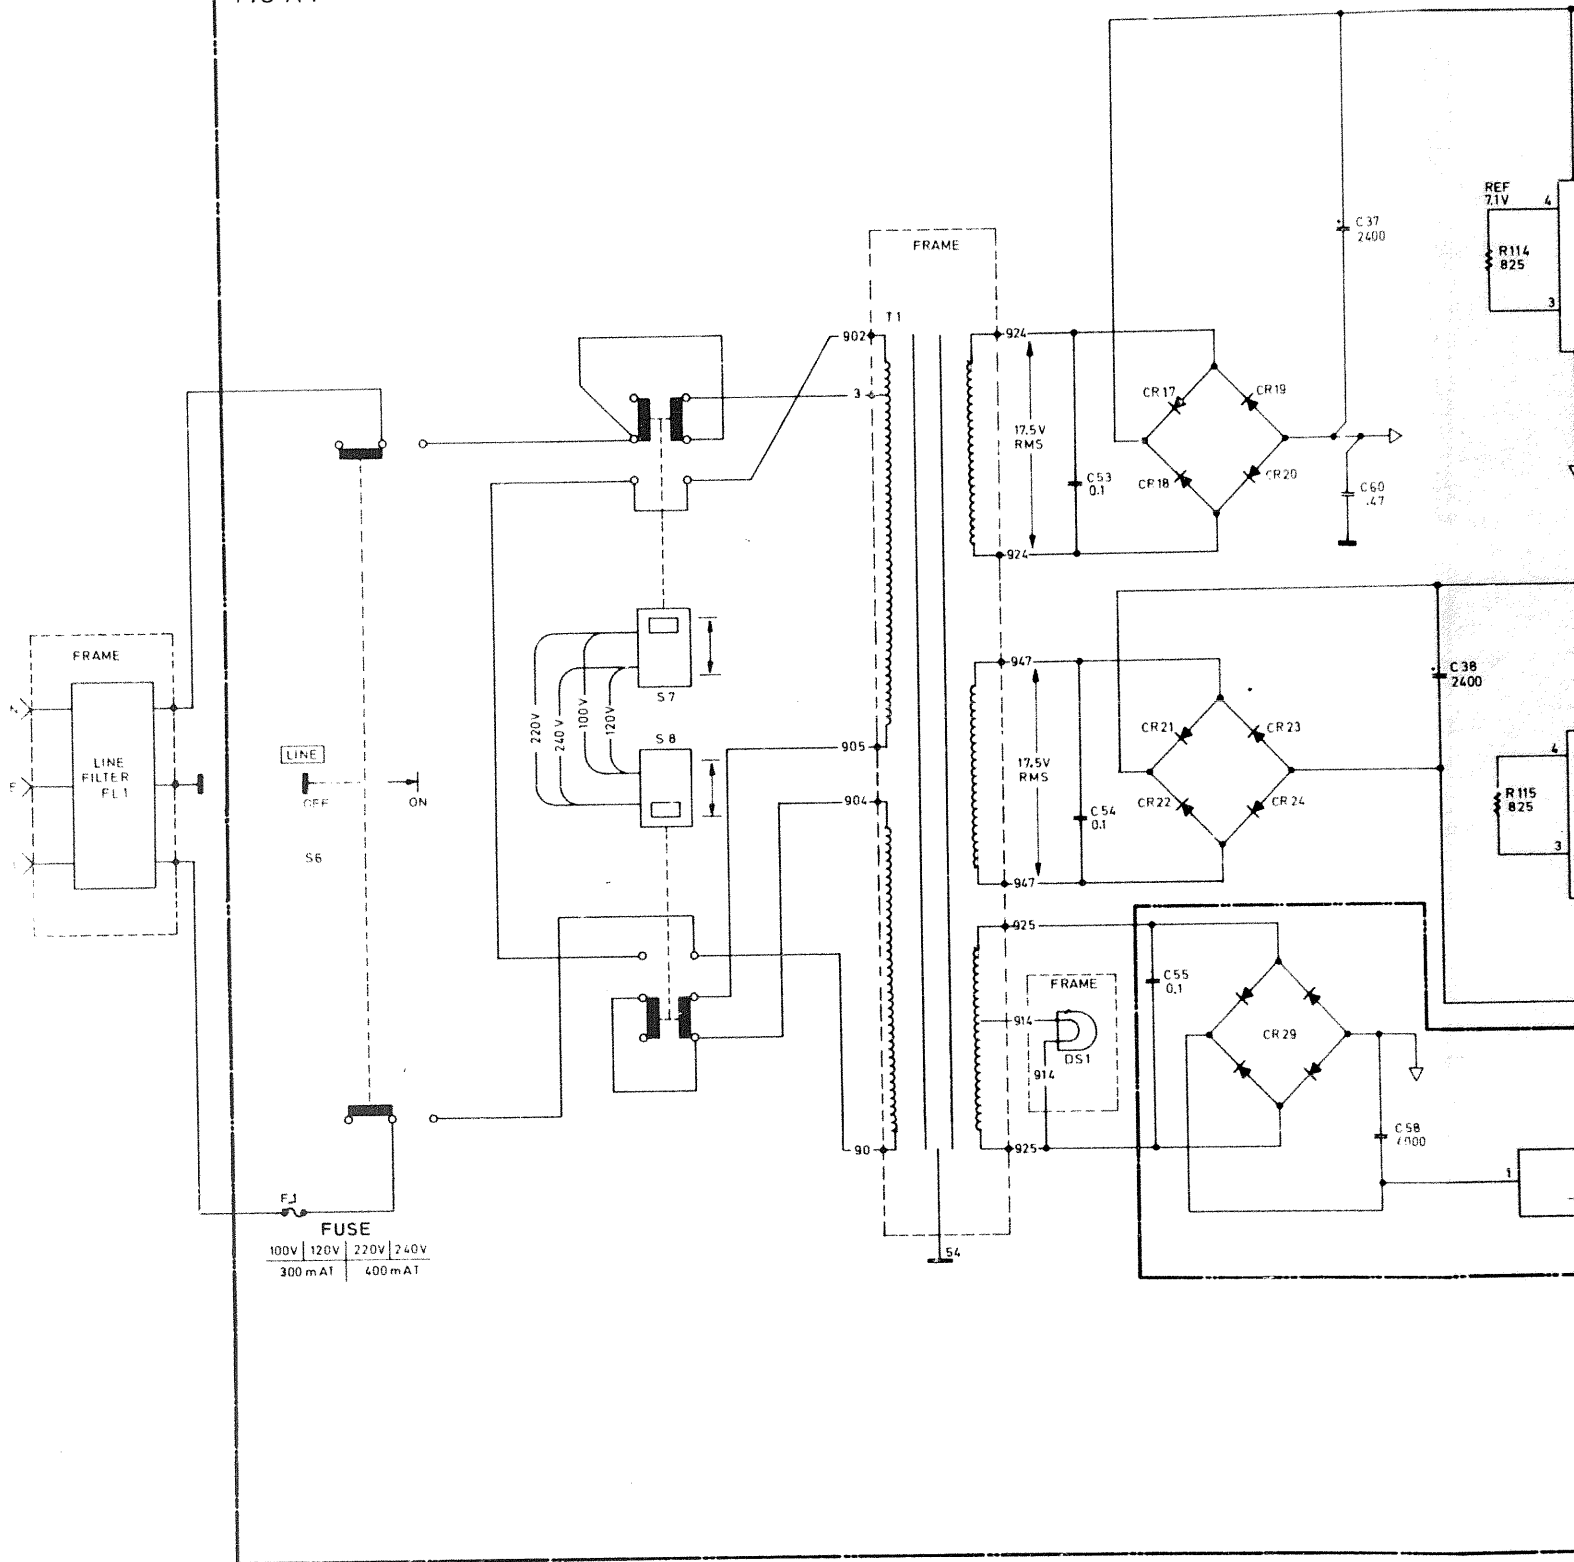 REF
7.1V
4
R114
825
3
C37
2400
FRAME
T1
902
3
924
17.5V
RMS
C53
0.1
924
CR17
CR19
CR18
CR20
C60
.47
FRAME
LINE
FILTER
FL1
LINE
OFF
ON
S6
220V
240V
100V
120V
S7
S8
905
904
947
17.5V
RMS
C54
0.1
947
CR21
CR23
CR22
CR24
C38
2400
4
R115
825
3
925
C55
0.1
FRAME
914
DS1
914
925
CR29
C58
1
90
54
F1
FUSE
100V 120V 220V 240V
300mAT 400mAT